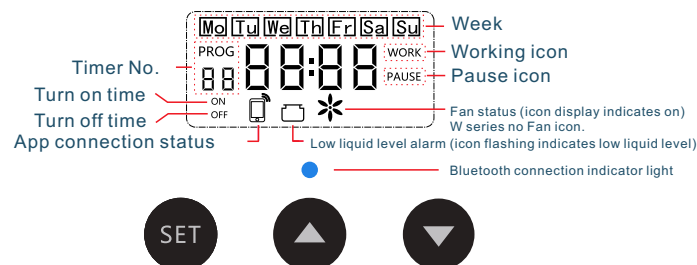 Mo Tu We Th Fr Sa Su
Week
PROG
88
88:88
WORK
Working icon
PAUSE
Pause icon
Timer No.
Turn on time
ON
Turn off time
OFF
App connection status
Fan status (icon display indicates on)
W series no Fan icon.
Low liquid level alarm (icon flashing indicates low liquid level)
Bluetooth connection indicator light
SET